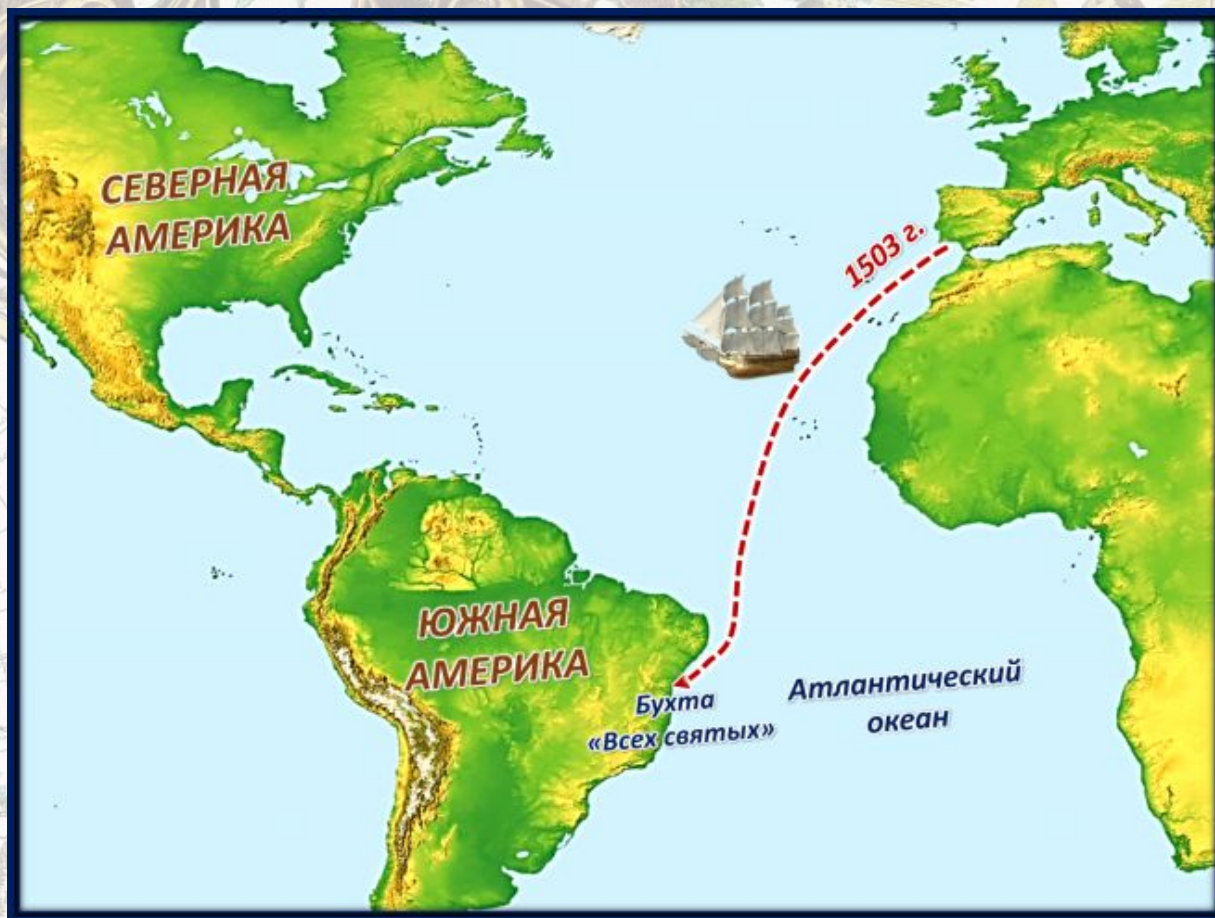 СЕВЕРНАЯ
АМЕРИКА
1503 г.
ЮЖНАЯ
АМЕРИКА
Бухта
«Всех святых»
Атлантический
океан